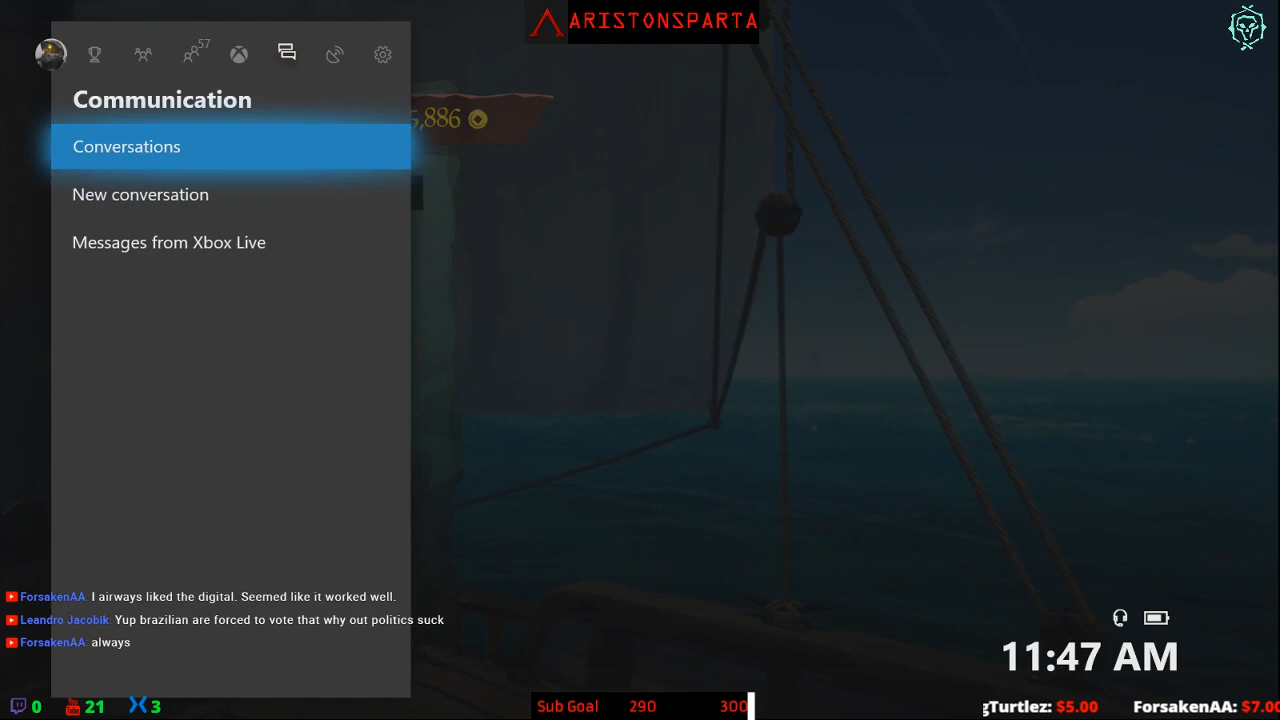 ARISTONSPARTA
57
Communication
5,886
Conversations
New conversation
Messages from Xbox Live
ForsakenAA I airways liked the digital. Seemed like it worked well.
Leandro Jacobik Yup brazilian are forced to vote that why out politics suck
ForsakenAA always
11:47 AM
0 21 3
Sub Goal 290 300
gTurtlez: $5.00 ForsakenAA: $7.00